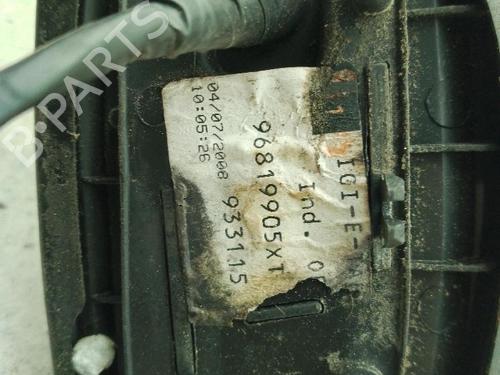 IGI-E-
Ind. 0
96819905XT
933115
04/07/2008
10:05:26
B-PARTS